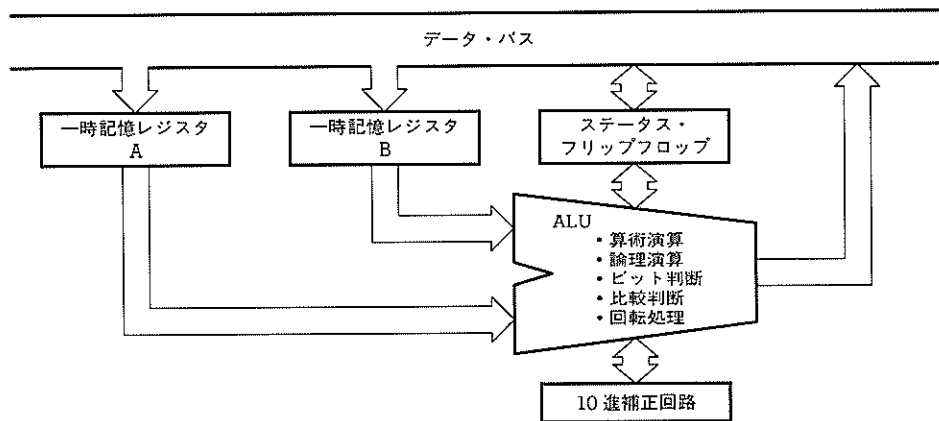 データ・バス
一時記憶レジスタ
A
一時記憶レジスタ
B
ステータス・
フリップフロップ
ALU
・算術演算
・論理演算
・ビット判断
・比較判断
・回転処理
10進補正回路